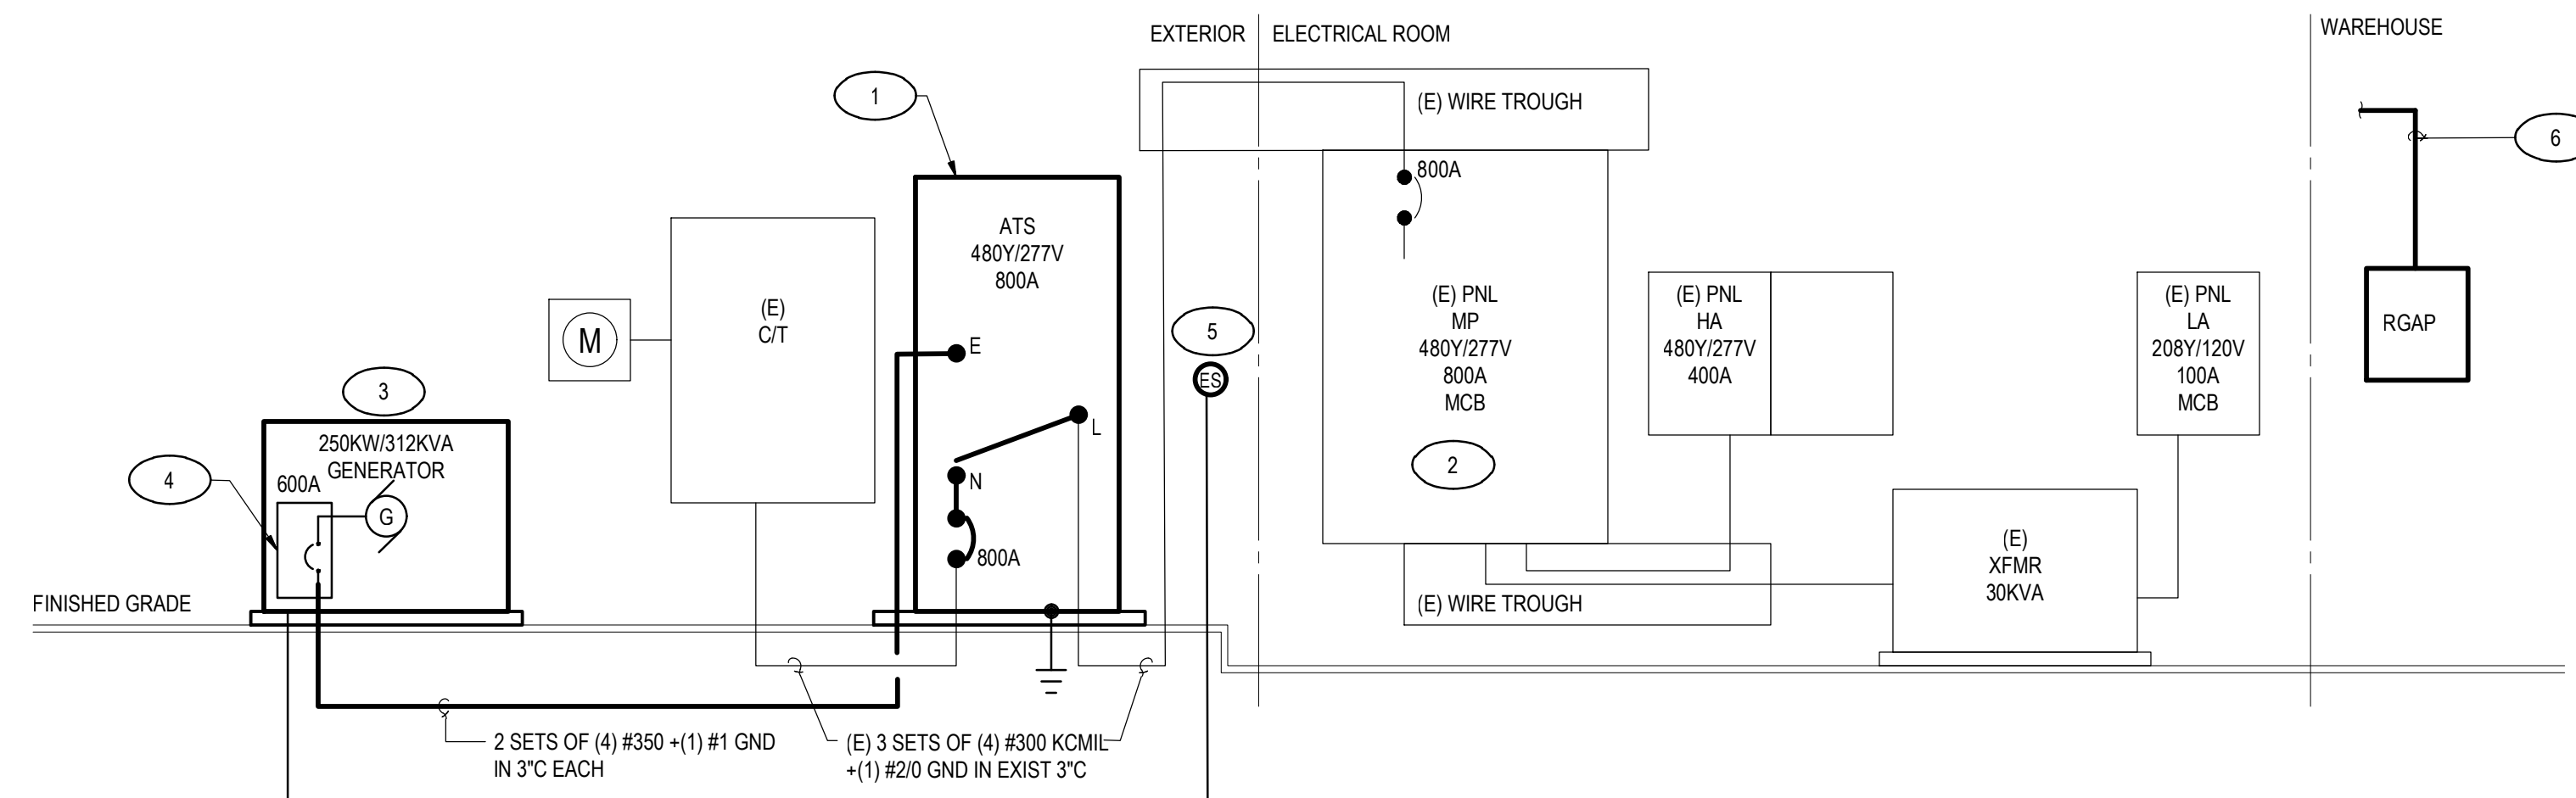 EXTERIOR
ELECTRICAL ROOM
WAREHOUSE
1
(E) WIRE TROUGH
6
800A
ATS
480Y/277V
800A
(E)
C/T
M
E
L
N
800A
5
ES
(E) PNL
MP
480Y/277V
800A
MCB
2
(E) PNL
HA
480Y/277V
400A
(E) PNL
LA
208Y/120V
100A
MCB
RGAP
3
250KW/312KVA
GENERATOR
600A
G
4
(E)
XFMR
30KVA
FINISHED GRADE
(E) WIRE TROUGH
2 SETS OF (4) #350 +(1) #1 GND
IN 3"C EACH
(E) 3 SETS OF (4) #300 KCMIL
+(1) #2/0 GND IN EXIST 3"C